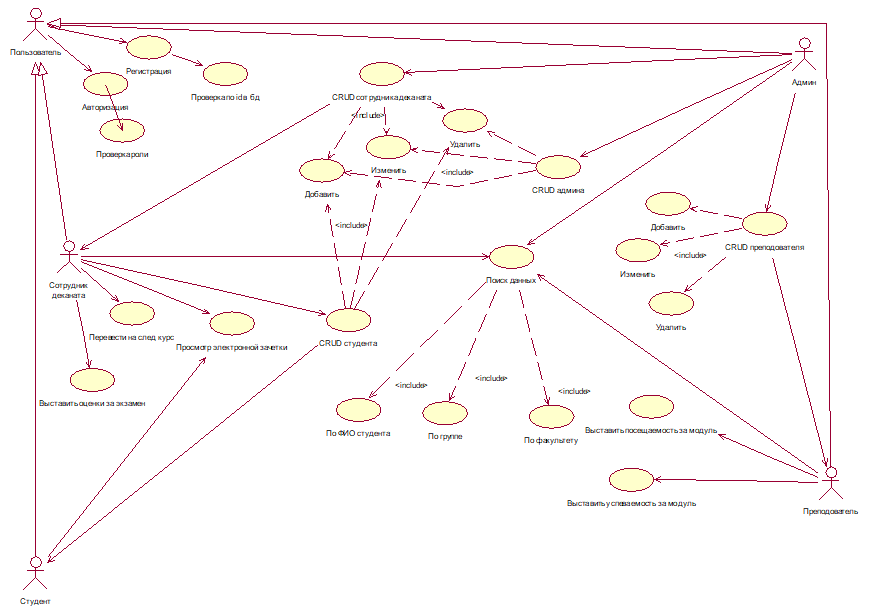 Пользователь
Регистрация
Проверка по id в бд
Авторизация
Проверка роли
CRUD сотрудника деканата
Админ
<include>
Удалить
Изменить
<include>
Добавить
CRUD админа
<include>
Добавить
CRUD преподователя
<include>
Изменить
Удалить
Поиск данных
Сотрудник
деканата
Перевести на след курс
Просмотр электронной зачетки
CRUD студента
Выставить оценки за экзамен
<include>
<include>
<include>
По ФИО студента
По группе
По факультету
Выставить посещаемость за модуль
Выставить успеваемость за модуль
Преподователь
Студент